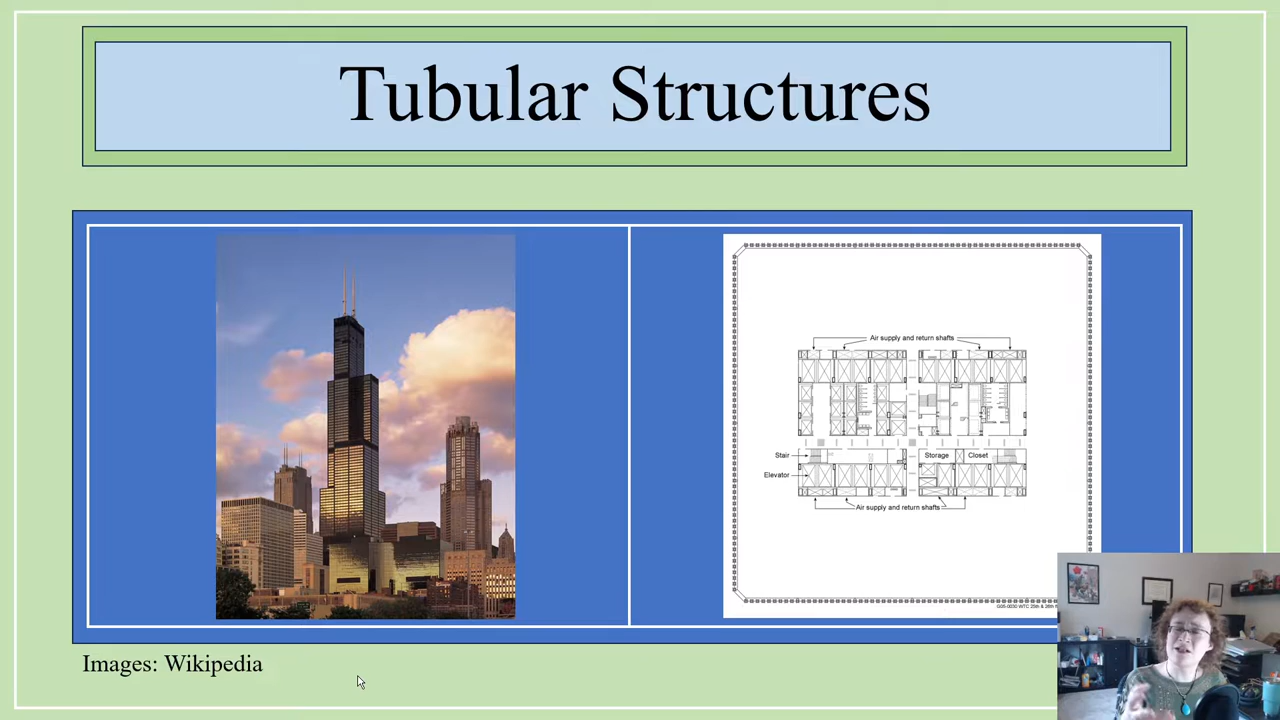 Tubular Structures
Air supply and return shafts
Stair
Storage
Closet
Elevator
Air supply and return shafts
Images: Wikipedia